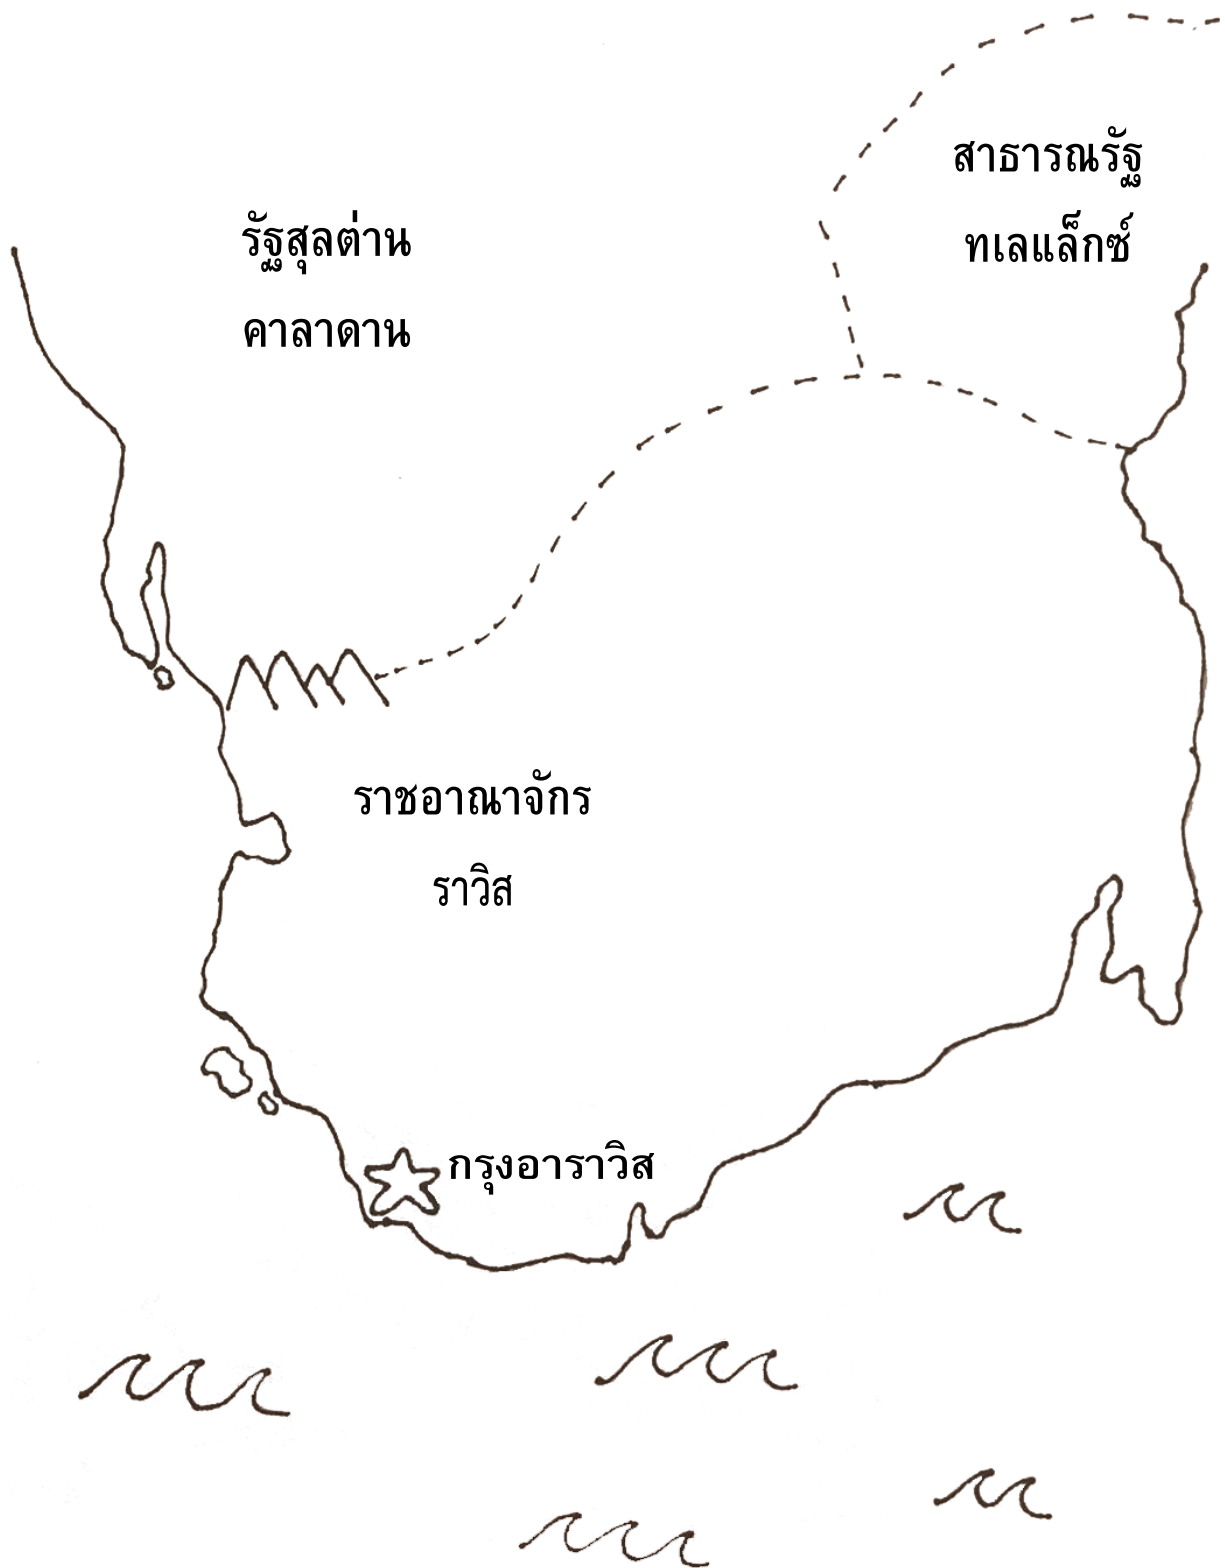 สาธารณรัฐ
ทเลแล็กซ์
รัฐสุลต่าน
คาลาดาน
ราชอาณาจักร
ราวิส
กรุงอาราวิส